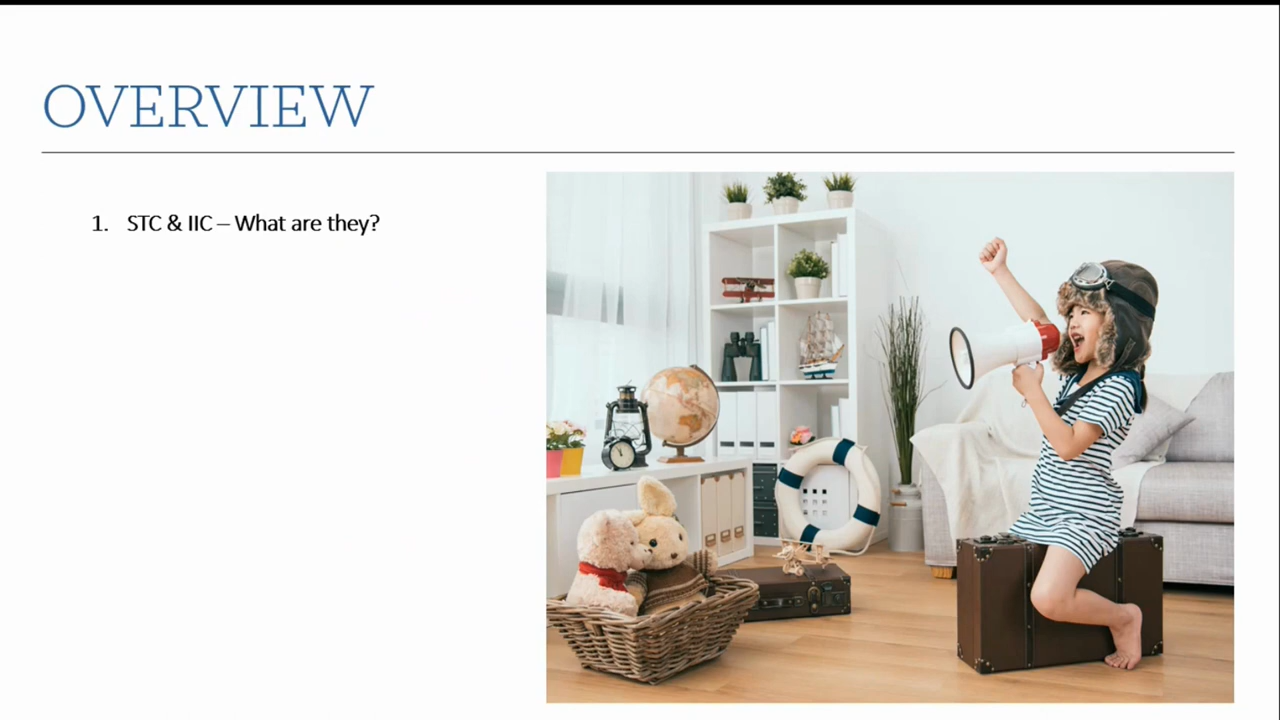 OVERVIEW
1. STC & IIC – What are they?